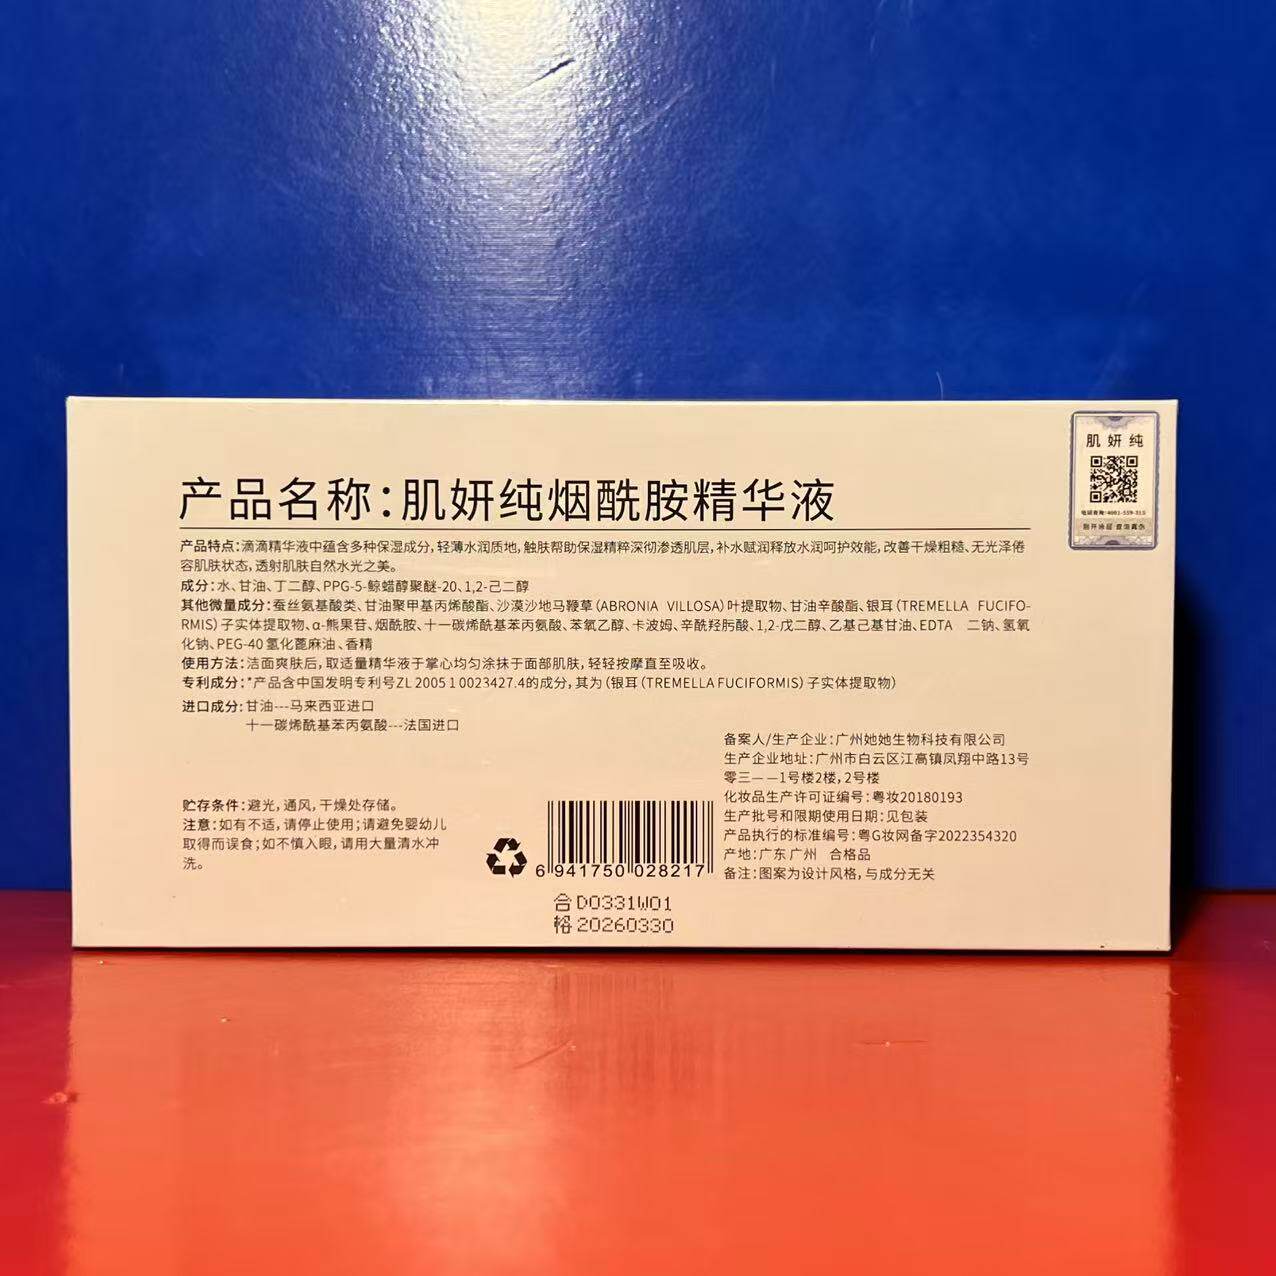 肌妍纯
电话查询:4001-559-315
刮开涂层 查询真伪
产品名称:肌妍纯烟酰胺精华液
产品特点:滴滴精华液中蕴含多种保湿成分,轻薄水润质地,触肤帮助保湿精粹深彻渗透肌层,补水赋润释放水润呵护效能,改善干燥粗糙、无光泽倦
容肌肤状态,透射肌肤自然水光之美。
成分:水、甘油、丁二醇、PPG-5-鲸蜡醇聚醚-20、1,2-己二醇
其他微量成分:蚕丝氨基酸类、甘油聚甲基丙烯酸酯、沙漠沙地马鞭草(ABRONIA VILLOSA)叶提取物、甘油辛酸酯、银耳(TREMELLA FUCIFO-
RMIS)子实体提取物、α-熊果苷、烟酰胺、十一碳烯酰基苯丙氨酸、苯氧乙醇、卡波姆、辛酰羟肟酸、1,2-戊二醇、乙基己基甘油、EDTA 二钠、氢氧
化钠、PEG-40 氢化蓖麻油、香精
使用方法:洁面爽肤后,取适量精华液于掌心均匀涂抹于面部肌肤,轻轻按摩直至吸收。
专利成分:*产品含中国发明专利号ZL 2005 1 0023427.4的成分,其为(银耳(TREMELLA FUCIFORMIS)子实体提取物)
进口成分:甘油---马来西亚进口
十一碳烯酰基苯丙氨酸---法国进口
贮存条件:避光,通风,干燥处存储。
注意:如有不适,请停止使用;请避免婴幼儿
取得而误食;如不慎入眼,请用大量清水冲
洗。
备案人/生产企业:广州她她生物科技有限公司
生产企业地址:广州市白云区江高镇凤翔中路13号
零三——1号楼2楼,2号楼
化妆品生产许可证编号:粤妆20180193
生产批号和限期使用日期:见包装
产品执行的标准编号:粤G妆网备字2022354320
产地:广东 广州 合格品
备注:图案为设计风格,与成分无关
6 941750 028217
合 D0331W01
格 20260330